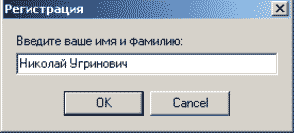 Регистрация
Введите ваше имя и фамилию:
Николай Угринович
OK
Cancel